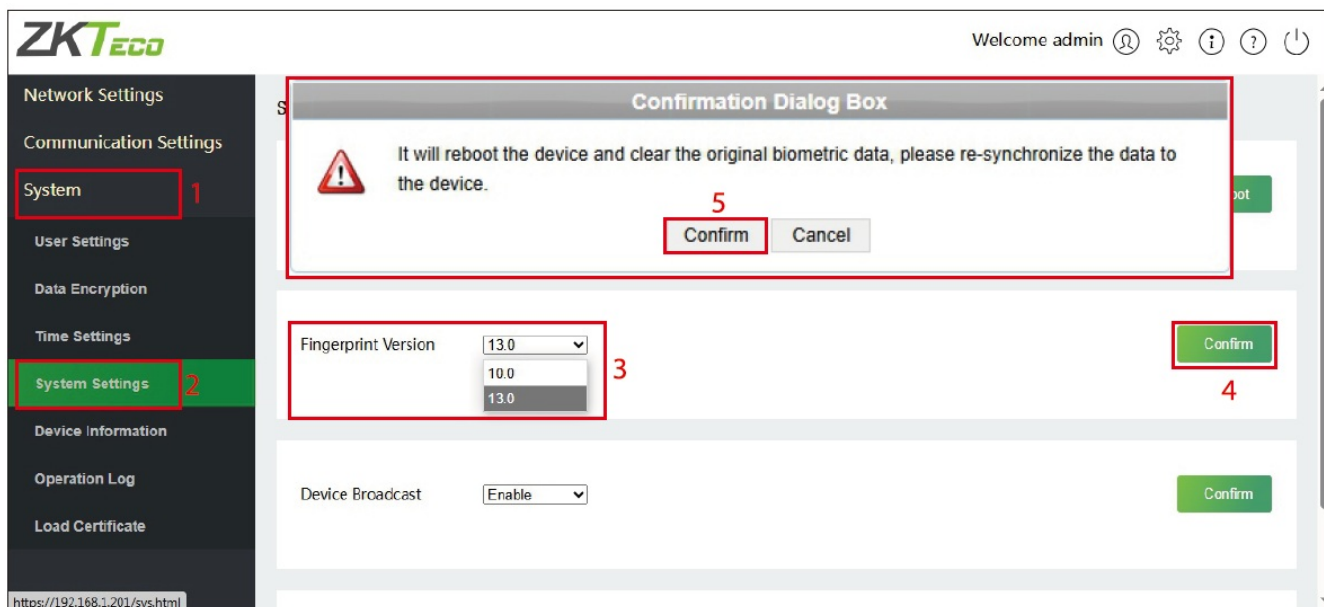 ZKTECO
Welcome admin
Network Settings
Communication Settings
System
1
User Settings
Data Encryption
Time Settings
System Settings
2
Device Information
Operation Log
Load Certificate
https://192.168.1.201/sys.html
S
Confirmation Dialog Box
It will reboot the device and clear the original biometric data, please re-synchronize the data to
the device.
5
Confirm Cancel
oot
Fingerprint Version 13.0
10.0
13.0
3
Confirm
4
Device Broadcast Enable
Confirm